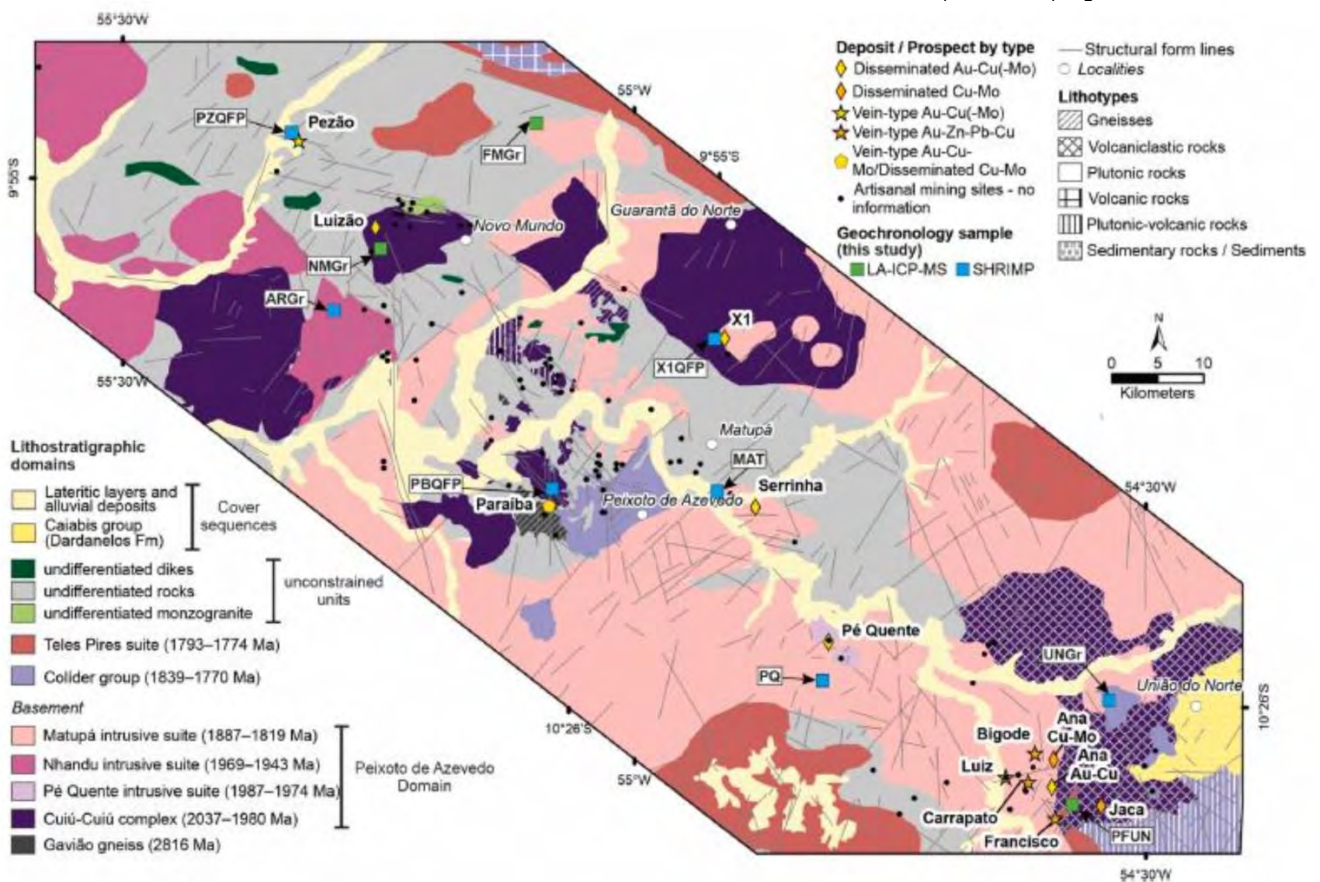 55°30'W
Deposit / Prospect by type
Disseminated Au-Cu(-Mo)
Disseminated Cu-Mo
Vein-type Au-Cu(-Mo)
Vein-type Au-Zn-Pb-Cu
Vein-type Au-Cu-
Mo/Disseminated Cu-Mo
Artisanal mining sites - no
information
Geochronology sample
(this study)
LA-ICP-MS
SHRIMP
Structural form lines
Localities
Lithotypes
Gneisses
Volcaniclastic rocks
Plutonic rocks
Volcanic rocks
Plutonic-volcanic rocks
Sedimentary rocks / Sediments
N
0 5 10
Kilometers
55°W
PZQFP
Pezão
FMGr
9°55'S
9°55'S
Luizão
Novo Mundo
Guarantã do Norte
NMGr
ARGr
X1
X1QFP
55°30'W
Matupá
MAT
PBQFP
Paraíba
Peixoto de Azevedo
Serrinha
54°30'W
Pé Quente
PQ
UNGr
União do Norte
10°26'S
10°26'S
Bigode
Ana
Cu-Mo
Ana
Au-Cu
Luiz
Carrapato
Jaca
Francisco
PFUN
55°W
54°30'W
Lithostratigraphic
domains
Lateritic layers and
alluvial deposits
Caiabis group
(Dardanelos Fm)
Cover
sequences
undifferentiated dikes
undifferentiated rocks
undifferentiated monzogranite
unconstrained
units
Teles Pires suite (1793–1774 Ma)
Colíder group (1839–1770 Ma)
Basement
Matupá intrusive suite (1887–1819 Ma)
Nhandu intrusive suite (1969–1943 Ma)
Pé Quente intrusive suite (1987–1974 Ma)
Cuiú-Cuiú complex (2037–1980 Ma)
Gavião gneiss (2816 Ma)
Peixoto de Azevedo
Domain